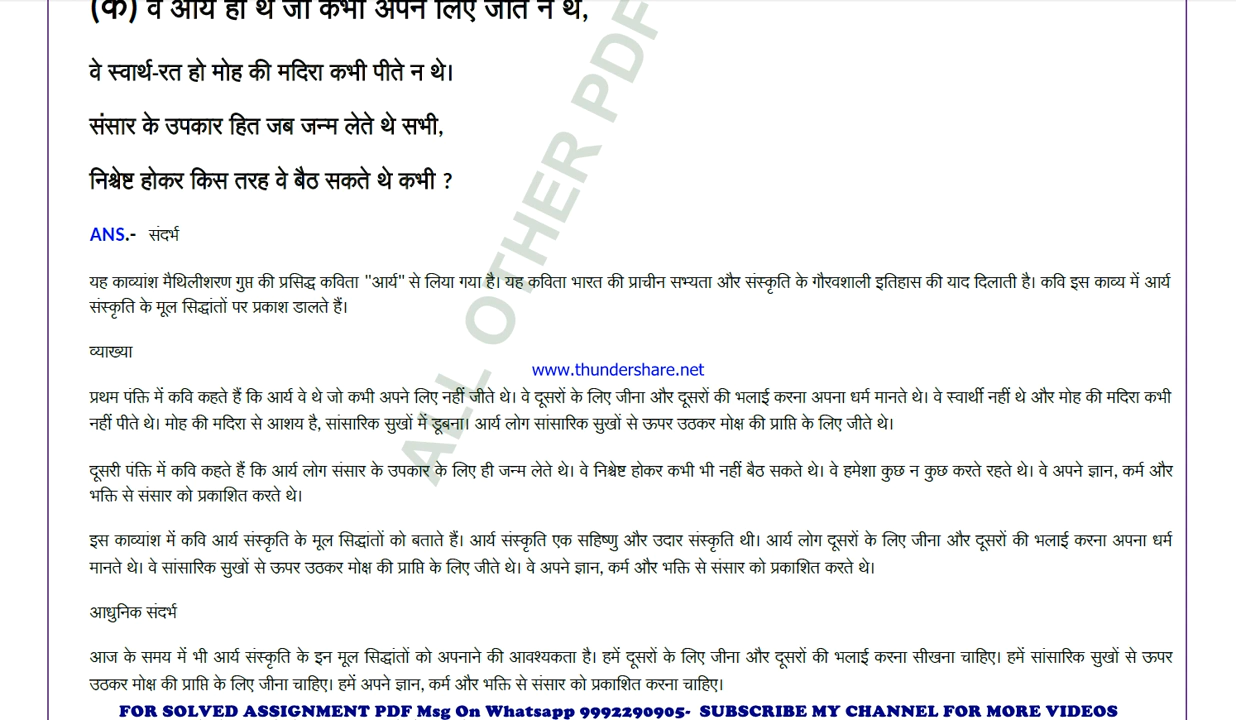 (क) वे आर्य ही थे जो कभी अपने लिए जीते न थे,
वे स्वार्थ-रत हो मोह की मदिरा कभी पीते न थे।
संसार के उपकार हित जब जन्म लेते थे सभी,
निश्चेष्ट होकर किस तरह वे बैठ सकते थे कभी ?
ANS.- संदर्भ
यह काव्यांश मैथिलीशरण गुप्त की प्रसिद्ध कविता "आर्य" से लिया गया है। यह कविता भारत की प्राचीन सभ्यता और संस्कृति के गौरवशाली इतिहास की याद दिलाती है। कवि इस काव्य में आर्य
संस्कृति के मूल सिद्धांतों पर प्रकाश डालते हैं।
व्याख्या
www.thundershare.net
प्रथम पंक्ति में कवि कहते हैं कि आर्य वे थे जो कभी अपने लिए नहीं जीते थे। वे दूसरों के लिए जीना और दूसरों की भलाई करना अपना धर्म मानते थे। वे स्वार्थी नहीं थे और मोह की मदिरा कभी
नहीं पीते थे। मोह की मदिरा से आशय है, सांसारिक सुखों में डूबना। आर्य लोग सांसारिक सुखों से ऊपर उठकर मोक्ष की प्राप्ति के लिए जीते थे।
दूसरी पंक्ति में कवि कहते हैं कि आर्य लोग संसार के उपकार के लिए ही जन्म लेते थे। वे निश्चेष्ट होकर कभी भी नहीं बैठ सकते थे। वे हमेशा कुछ न कुछ करते रहते थे। वे अपने ज्ञान, कर्म और
भक्ति से संसार को प्रकाशित करते थे।
इस काव्यांश में कवि आर्य संस्कृति के मूल सिद्धांतों को बताते हैं। आर्य संस्कृति एक सहिष्णु और उदार संस्कृति थी। आर्य लोग दूसरों के लिए जीना और दूसरों की भलाई करना अपना धर्म
मानते थे। वे सांसारिक सुखों से ऊपर उठकर मोक्ष की प्राप्ति के लिए जीते थे। वे अपने ज्ञान, कर्म और भक्ति से संसार को प्रकाशित करते थे।
आधुनिक संदर्भ
आज के समय में भी आर्य संस्कृति के इन मूल सिद्धांतों को अपनाने की आवश्यकता है। हमें दूसरों के लिए जीना और दूसरों की भलाई करना सीखना चाहिए। हमें सांसारिक सुखों से ऊपर
उठकर मोक्ष की प्राप्ति के लिए जीना चाहिए। हमें अपने ज्ञान, कर्म और भक्ति से संसार को प्रकाशित करना चाहिए।
FOR SOLVED ASSIGNMENT PDF Msg On Whatsapp 9992290905- SUBSCRIBE MY CHANNEL FOR MORE VIDEOS
ALL OTHER PDF